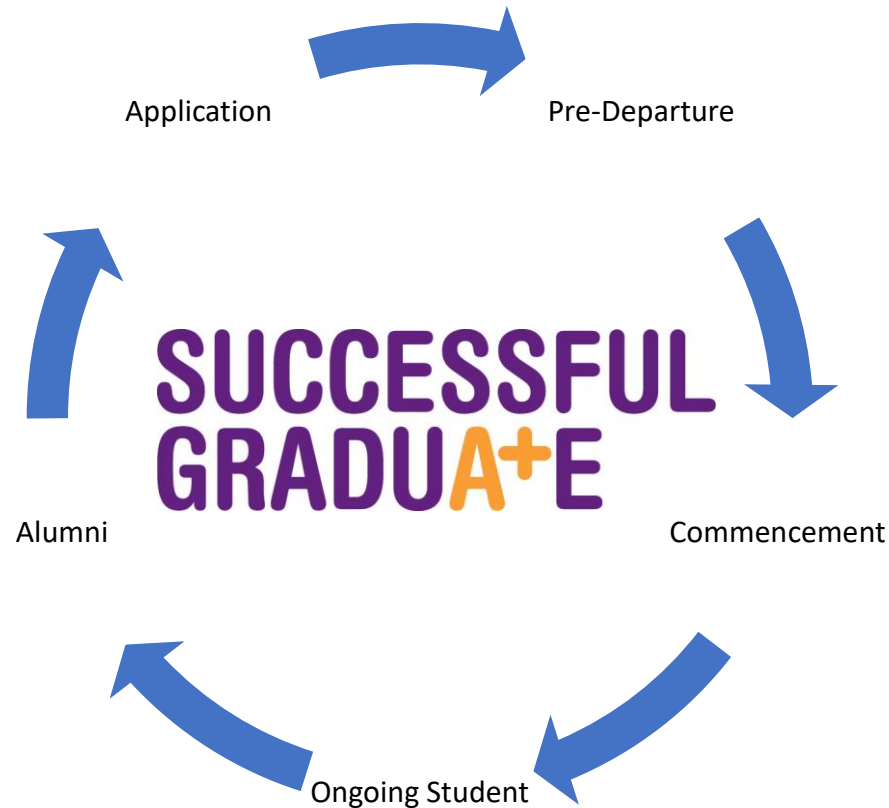 Application
Pre-Departure
SUCCESSFUL
GRADUA+E
Alumni
Commencement
Ongoing Student